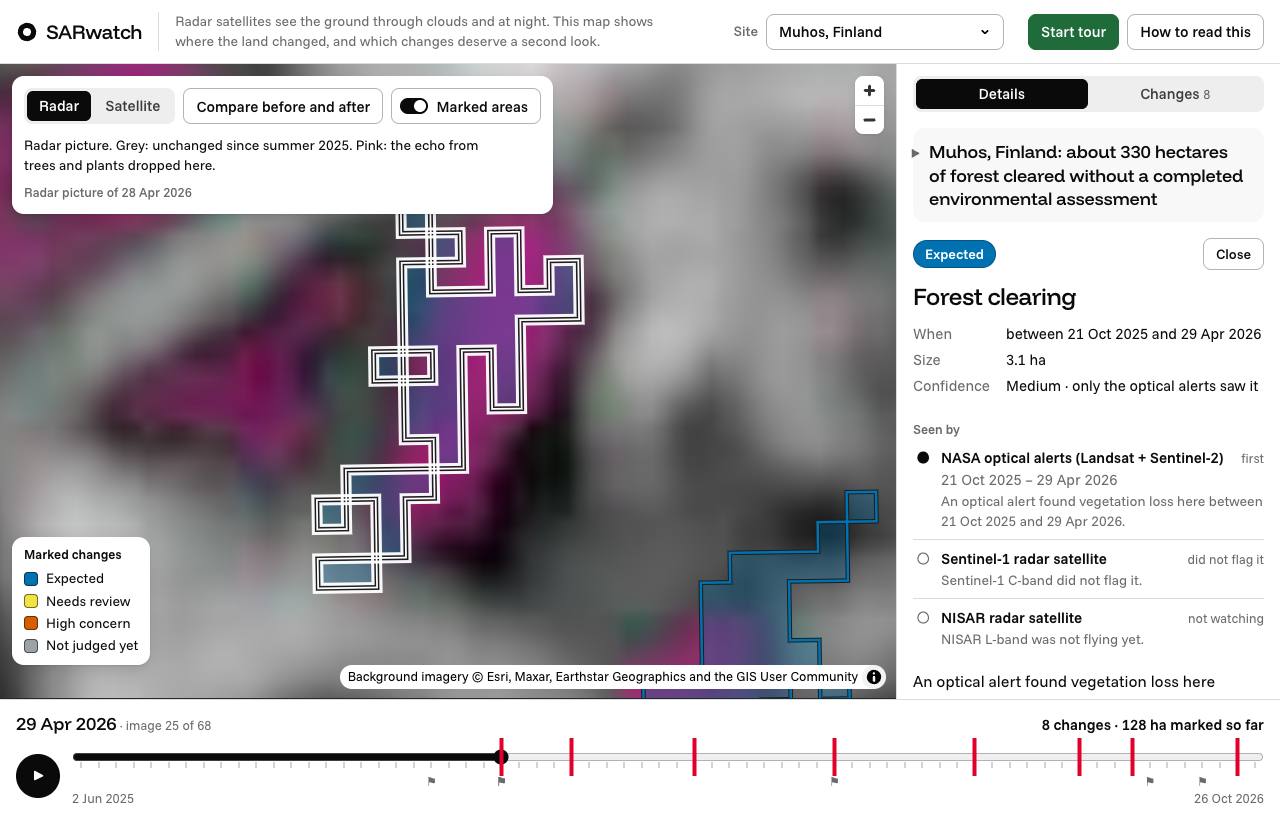 SARwatch
Radar satellites see the ground through clouds and at night. This map shows
where the land changed, and which changes deserve a second look.
Site
Muhos, Finland
Start tour
How to read this
Radar
Satellite
Compare before and after
Marked areas
Radar picture. Grey: unchanged since summer 2025. Pink: the echo from
trees and plants dropped here.
Radar picture of 28 Apr 2026
+
−
Marked changes
Expected
Needs review
High concern
Not judged yet
Background imagery © Esri, Maxar, Earthstar Geographics and the GIS User Community
Details
Changes 8
Muhos, Finland: about 330 hectares
of forest cleared without a completed
environmental assessment
Expected
Close
Forest clearing
When between 21 Oct 2025 and 29 Apr 2026
Size 3.1 ha
Confidence Medium · only the optical alerts saw it
Seen by
NASA optical alerts (Landsat + Sentinel-2) first
21 Oct 2025 – 29 Apr 2026
An optical alert found vegetation loss here between
21 Oct 2025 and 29 Apr 2026.
Sentinel-1 radar satellite did not flag it
Sentinel-1 C-band did not flag it.
NISAR radar satellite not watching
NISAR L-band was not flying yet.
An optical alert found vegetation loss here
29 Apr 2026 · image 25 of 68
8 changes · 128 ha marked so far
2 Jun 2025
26 Oct 2026